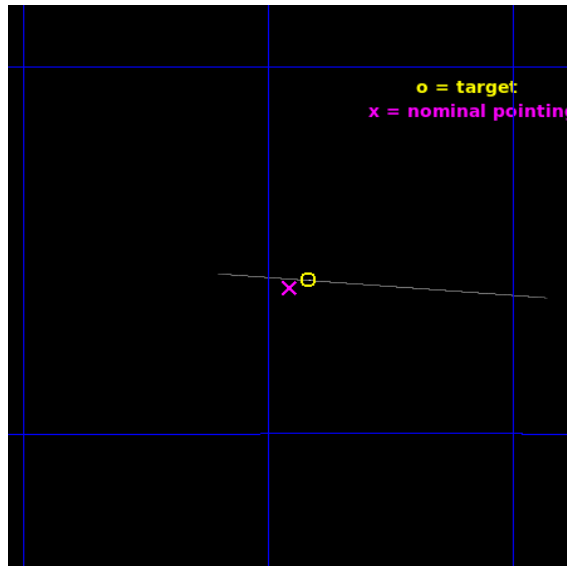 o = target
x = nominal pointing